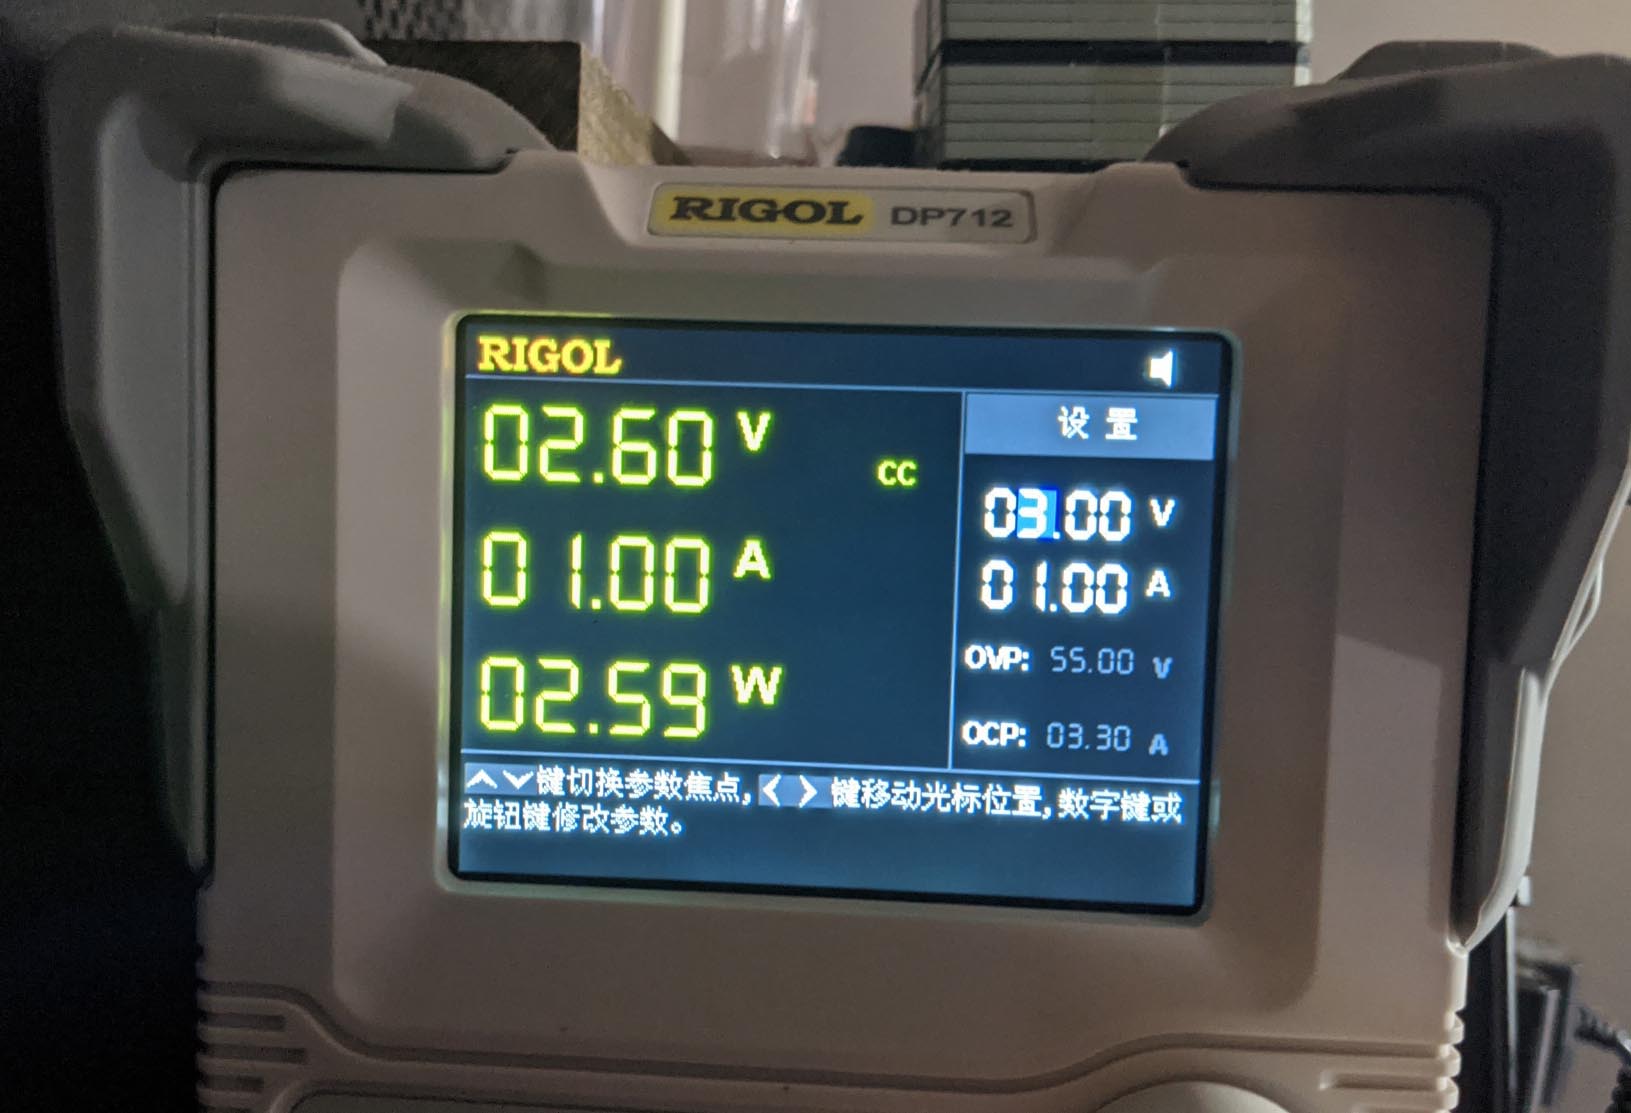 RIGOL DP712
RIGOL
02.60 V
CC
01.00 A
02.59 W
设置
03.00 V
01.00 A
OVP: 55.00 V
OCP: 03.30 A
键切换参数焦点, 键移动光标位置, 数字键或
旋钮键修改参数。